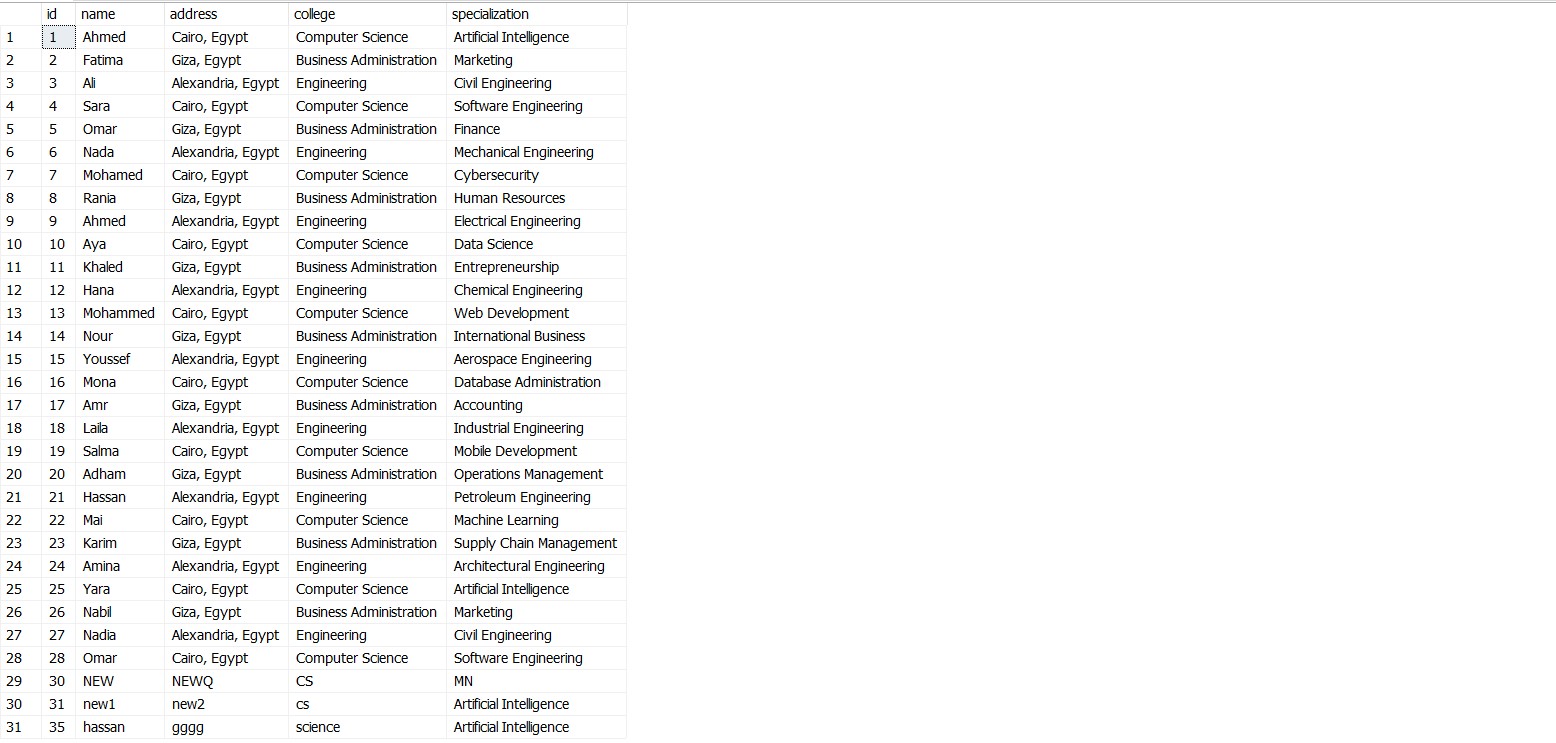 id name address college specialization
1 1 Ahmed Cairo, Egypt Computer Science Artificial Intelligence
2 2 Fatima Giza, Egypt Business Administration Marketing
3 3 Ali Alexandria, Egypt Engineering Civil Engineering
4 4 Sara Cairo, Egypt Computer Science Software Engineering
5 5 Omar Giza, Egypt Business Administration Finance
6 6 Nada Alexandria, Egypt Engineering Mechanical Engineering
7 7 Mohamed Cairo, Egypt Computer Science Cybersecurity
8 8 Rania Giza, Egypt Business Administration Human Resources
9 9 Ahmed Alexandria, Egypt Engineering Electrical Engineering
10 10 Aya Cairo, Egypt Computer Science Data Science
11 11 Khaled Giza, Egypt Business Administration Entrepreneurship
12 12 Hana Alexandria, Egypt Engineering Chemical Engineering
13 13 Mohammed Cairo, Egypt Computer Science Web Development
14 14 Nour Giza, Egypt Business Administration International Business
15 15 Youssef Alexandria, Egypt Engineering Aerospace Engineering
16 16 Mona Cairo, Egypt Computer Science Database Administration
17 17 Amr Giza, Egypt Business Administration Accounting
18 18 Laila Alexandria, Egypt Engineering Industrial Engineering
19 19 Salma Cairo, Egypt Computer Science Mobile Development
20 20 Adham Giza, Egypt Business Administration Operations Management
21 21 Hassan Alexandria, Egypt Engineering Petroleum Engineering
22 22 Mai Cairo, Egypt Computer Science Machine Learning
23 23 Karim Giza, Egypt Business Administration Supply Chain Management
24 24 Amina Alexandria, Egypt Engineering Architectural Engineering
25 25 Yara Cairo, Egypt Computer Science Artificial Intelligence
26 26 Nabil Giza, Egypt Business Administration Marketing
27 27 Nadia Alexandria, Egypt Engineering Civil Engineering
28 28 Omar Cairo, Egypt Computer Science Software Engineering
29 30 NEW NEWQ CS MN
30 31 new1 new2 cs Artificial Intelligence
31 35 hassan gggg science Artificial Intelligence